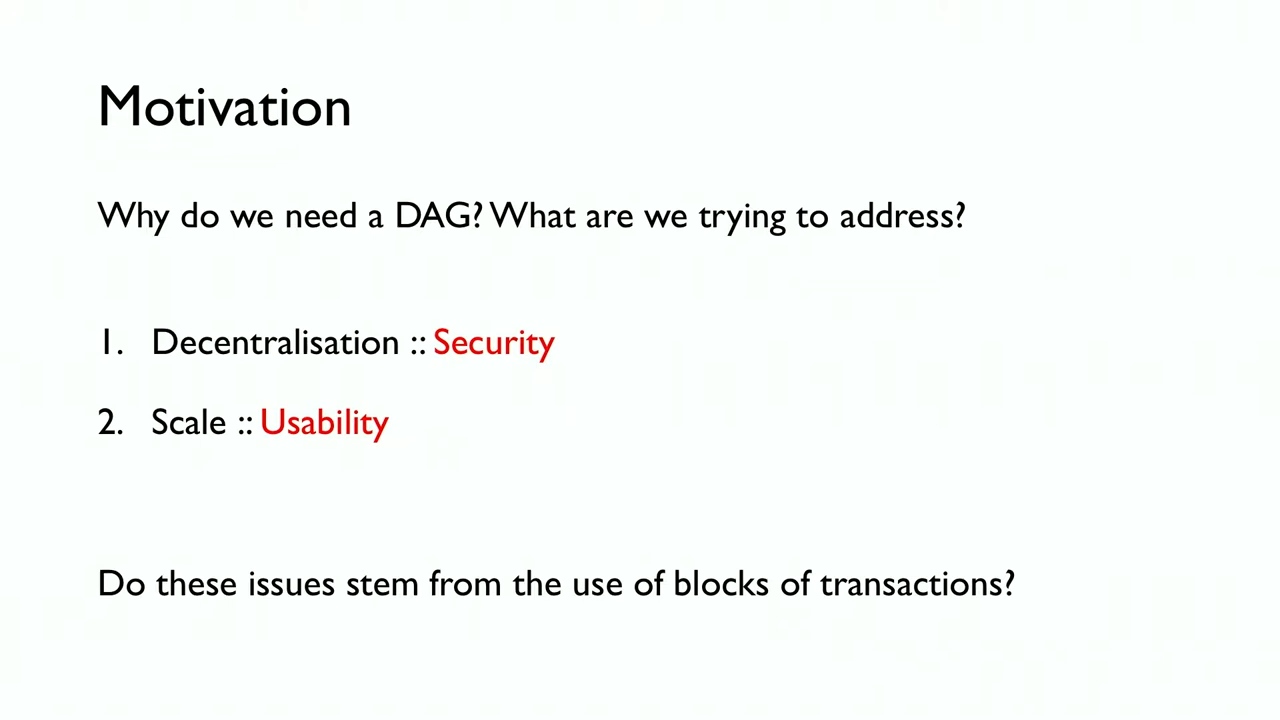 Motivation
Why do we need a DAG? What are we trying to address?
1. Decentralisation :: Security
2. Scale :: Usability
Do these issues stem from the use of blocks of transactions?